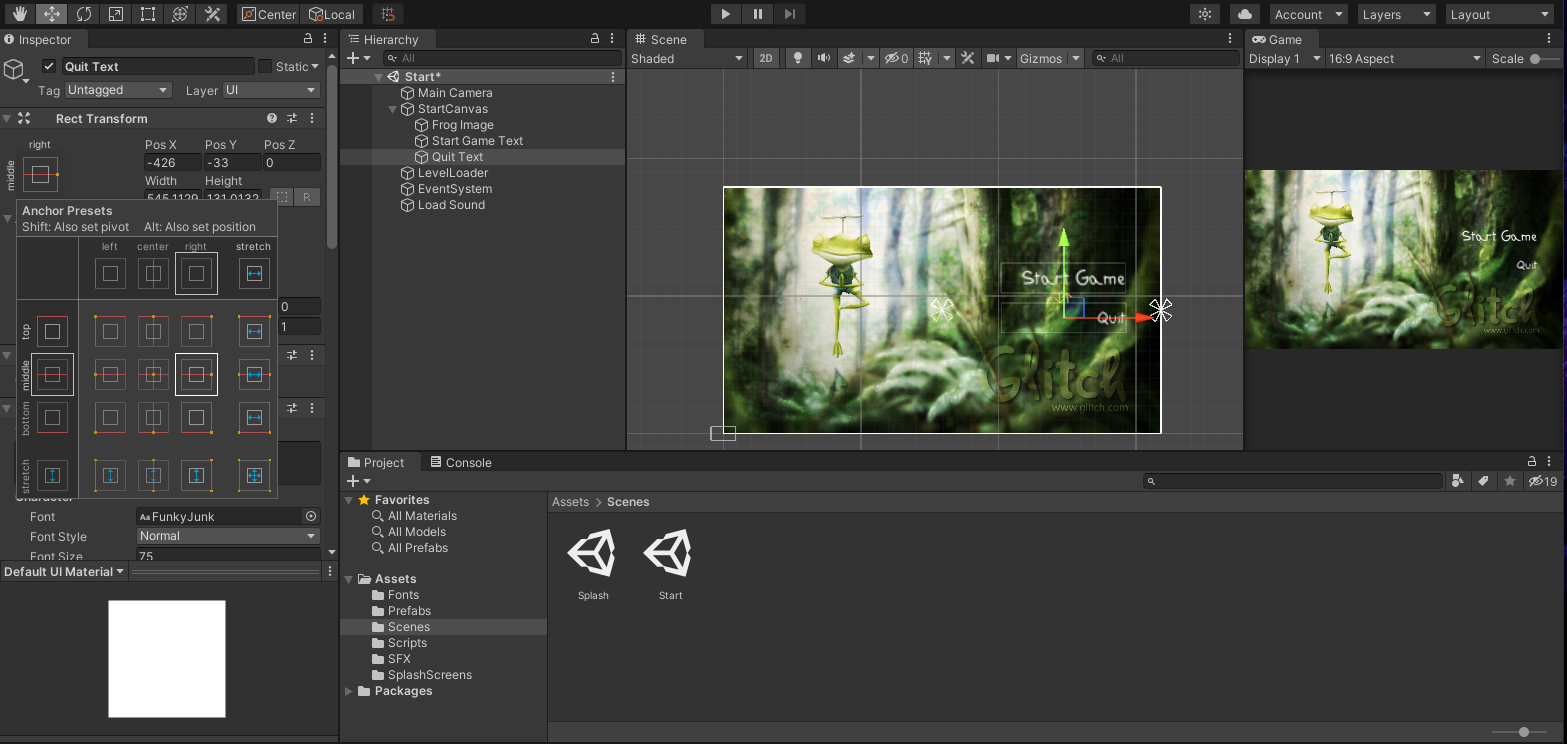 Center Local Account Layers Layout
Inspector
Quit Text Static
Tag Untagged Layer UI
Rect Transform
right Pos X Pos Y Pos Z
middle -426 -33 0
Width Height
545.1129 131.0132 R
Anchor Presets
Shift: Also set pivot Alt: Also set position
left center right stretch
top
middle
bottom
stretch
0
1
Character
Font Aa FunkyJunk
Font Style Normal
Font Size 75
Default UI Material
Hierarchy
All
Start*
Main Camera
StartCanvas
Frog Image
Start Game Text
Quit Text
LevelLoader
EventSystem
Load Sound
Scene
Shaded 2D 0 Gizmos All
Start Game
Quit
Glitch
www.glitch.com
Game
Display 1 16:9 Aspect Scale
Start Game
Quit
Glitch
www.glitch.com
Project Console
19
Favorites
All Materials
All Models
All Prefabs
Assets
Fonts
Prefabs
Scenes
Scripts
SFX
SplashScreens
Packages
Assets > Scenes
Splash Start